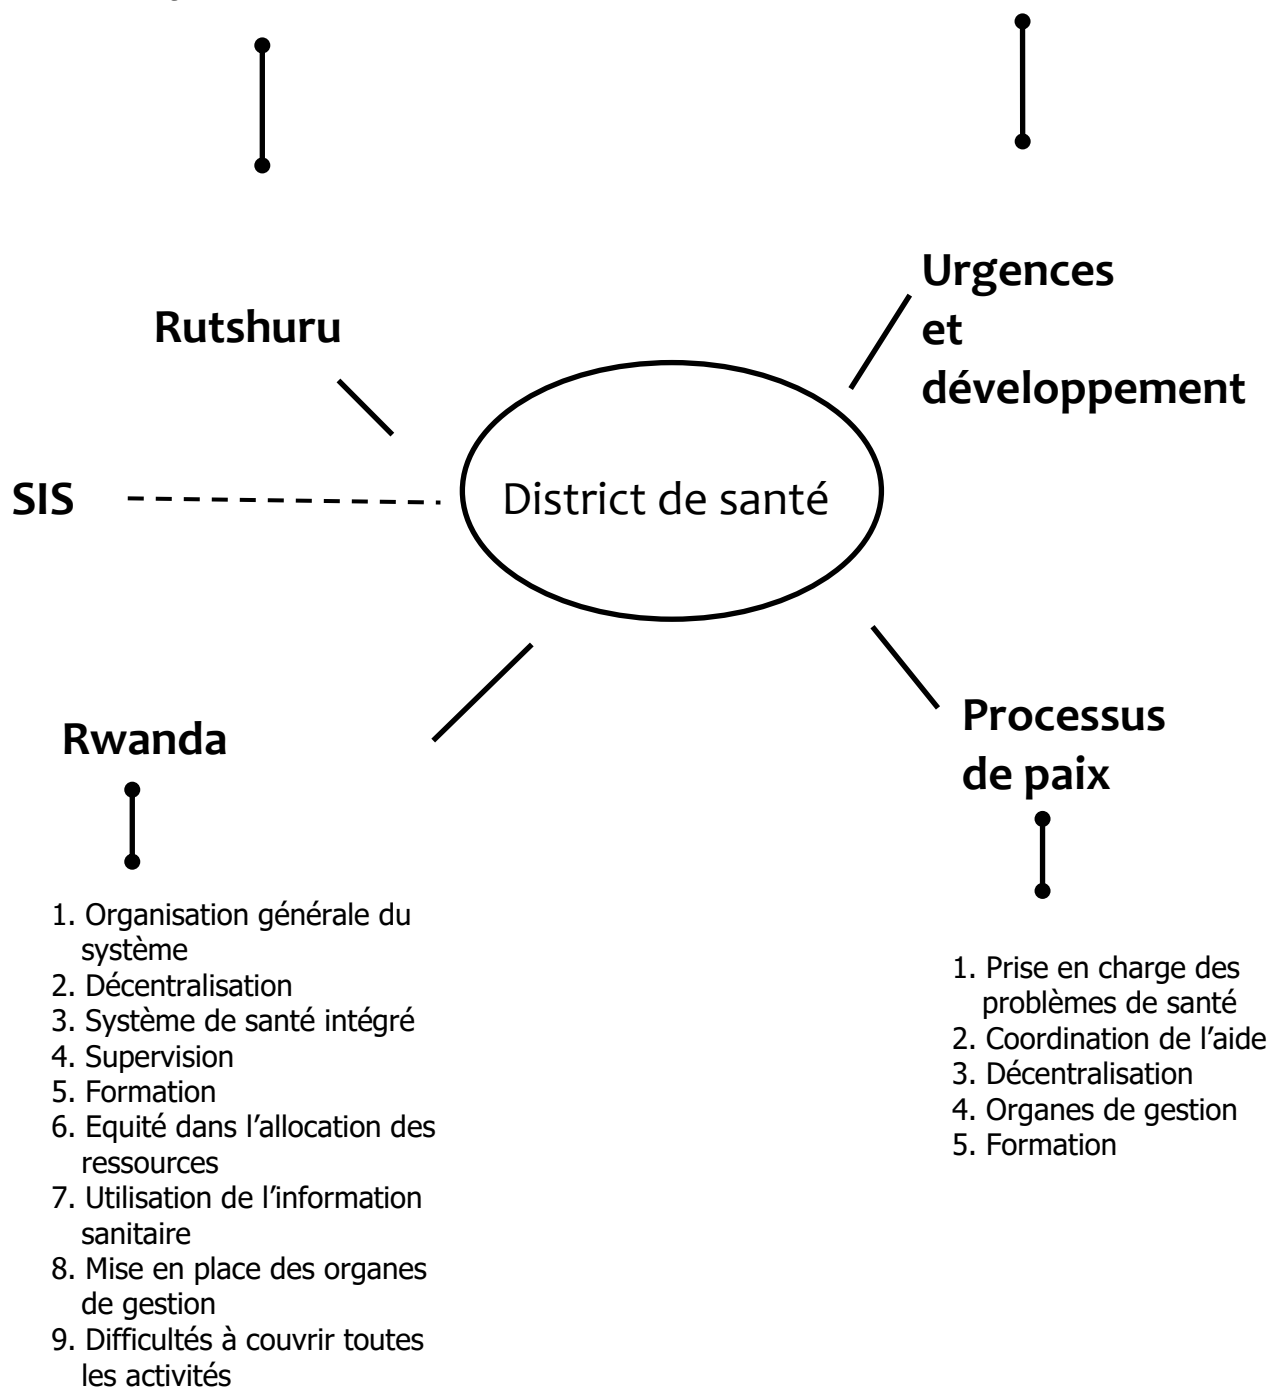 Urgences
et
développement
Rutshuru
SIS
District de santé
Rwanda
Processus
de paix
1. Organisation générale du
système
2. Décentralisation
3. Système de santé intégré
4. Supervision
5. Formation
6. Equité dans l’allocation des
ressources
7. Utilisation de l’information
sanitaire
8. Mise en place des organes
de gestion
9. Difficultés à couvrir toutes
les activités
1. Prise en charge des
problèmes de santé
2. Coordination de l’aide
3. Décentralisation
4. Organes de gestion
5. Formation